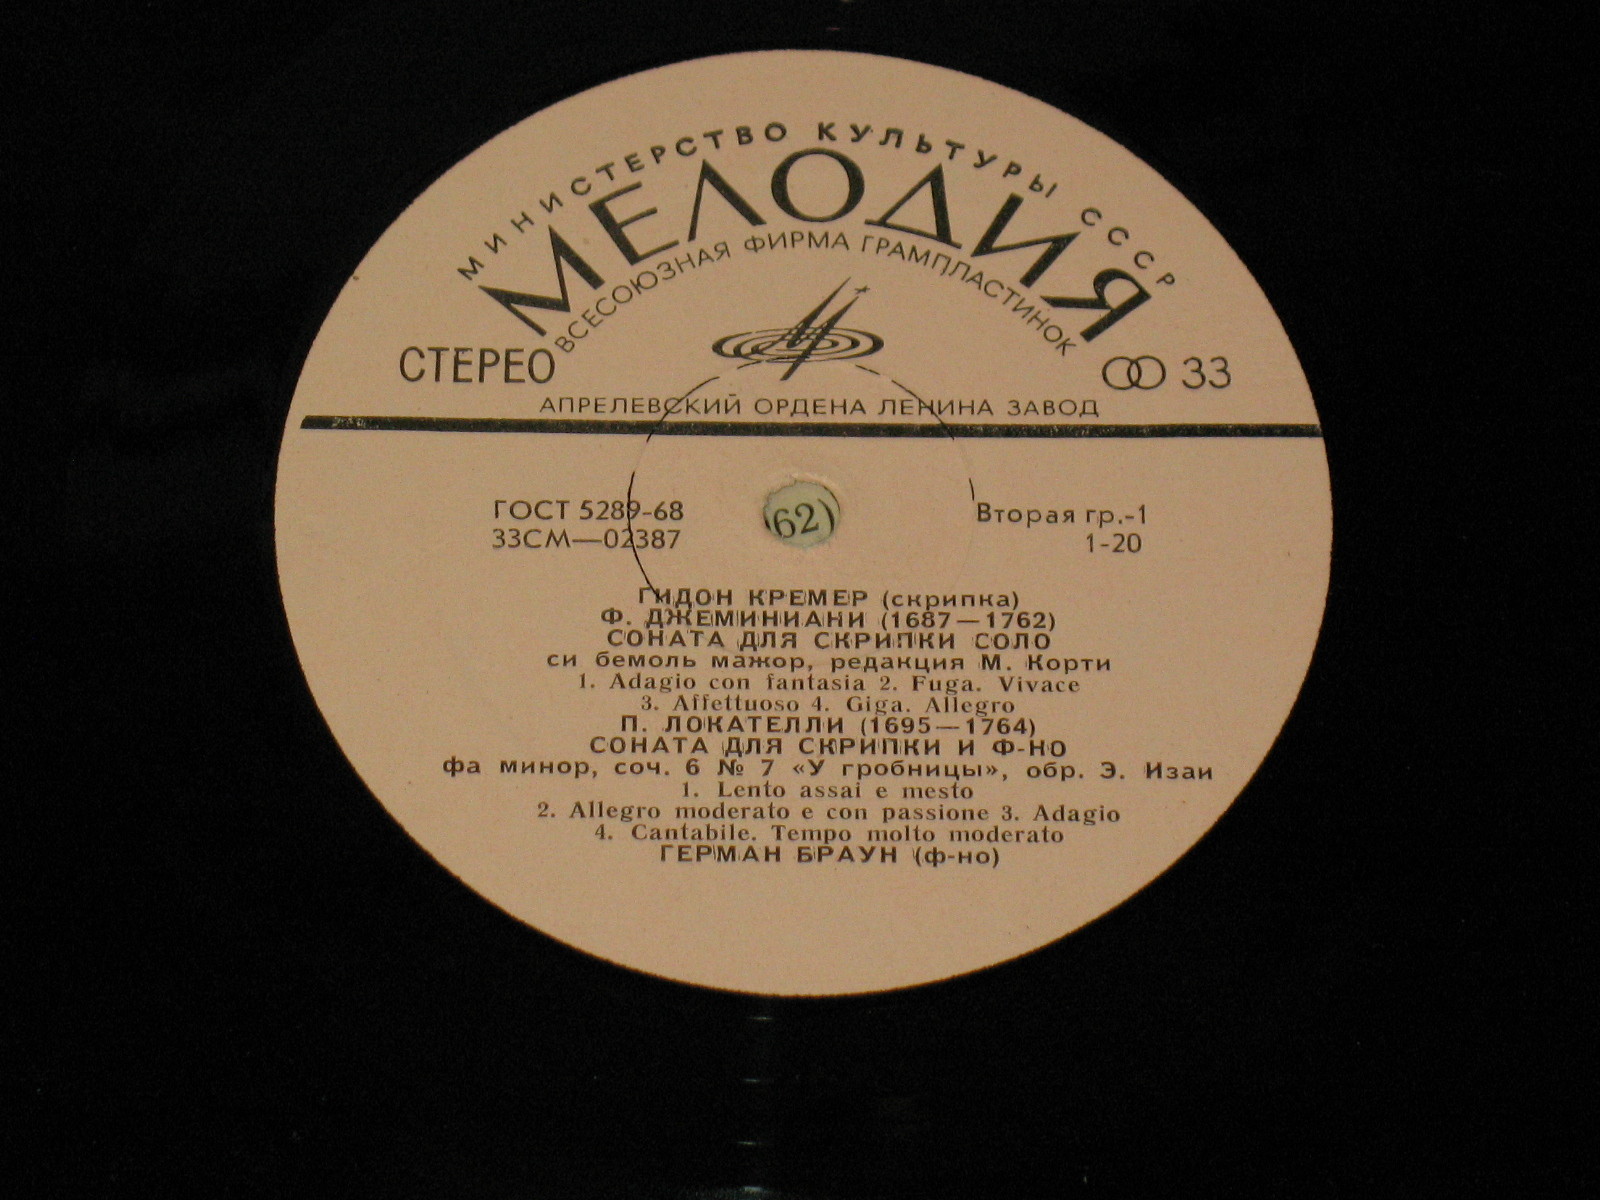 МИНИСТЕРСТВО КУЛЬТУРЫ СССР
МЕЛОДИЯ
ВСЕСОЮЗНАЯ ФИРМА ГРАМПЛАСТИНОК
СТЕРЕО
33
АПРЕЛЕВСКИЙ ОРДЕНА ЛЕНИНА ЗАВОД
ГОСТ 5289-68
33СМ—02387
(62)
Вторая гр.-1
1-20
ГИДОН КРЕМЕР (скрипка)
Ф. ДЖЕМИНИАНИ (1687—1762)
СОНАТА ДЛЯ СКРИПКИ СОЛО
си бемоль мажор, редакция М. Корти
1. Adagio con fantasia 2. Fuga. Vivace
3. Affettuoso 4. Giga. Allegro
П. ЛОКАТЕЛЛИ (1695—1764)
СОНАТА ДЛЯ СКРИПКИ И Ф-НО
фа минор, соч. 6 № 7 «У гробницы», обр. Э. Изаи
1. Lento assai e mesto
2. Allegro moderato e con passione 3. Adagio
4. Cantabile. Tempo molto moderato
ГЕРМАН БРАУН (ф-но)